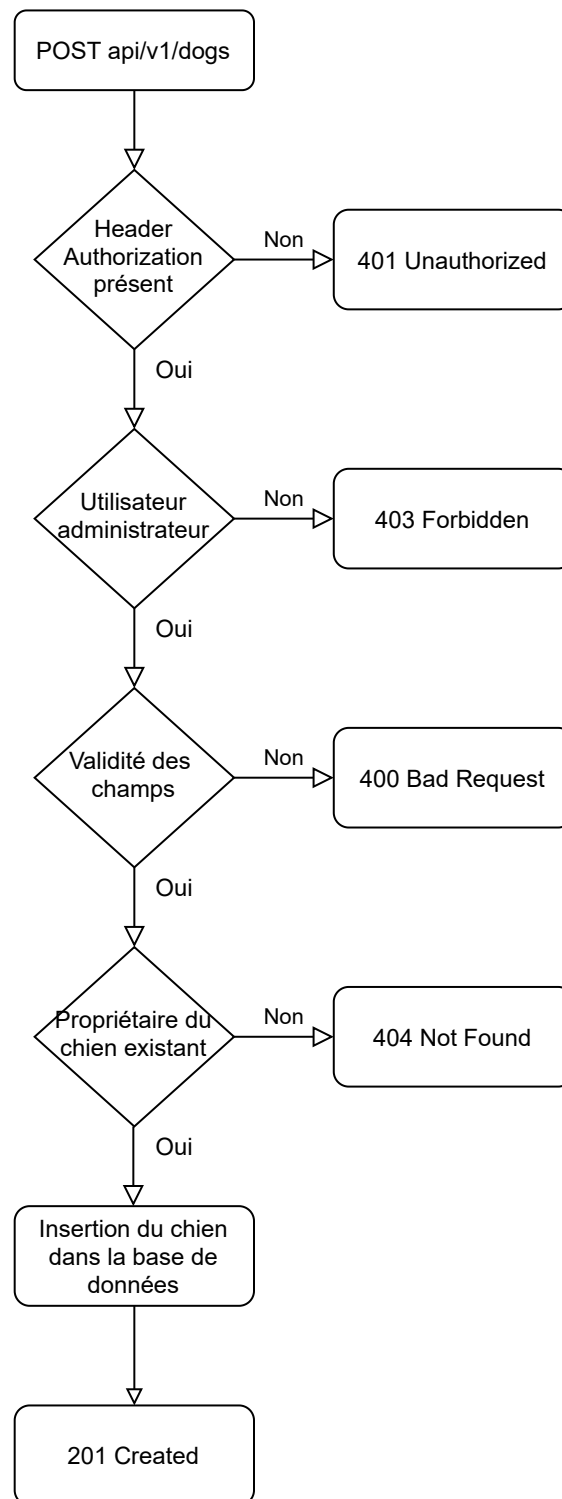 POST api/v1/dogs
Header
Authorization
présent
Non
401 Unauthorized
Oui
Utilisateur
administrateur
Non
403 Forbidden
Oui
Validité des
champs
Non
400 Bad Request
Oui
Propriétaire du
chien existant
Non
404 Not Found
Oui
Insertion du chien
dans la base de
données
201 Created